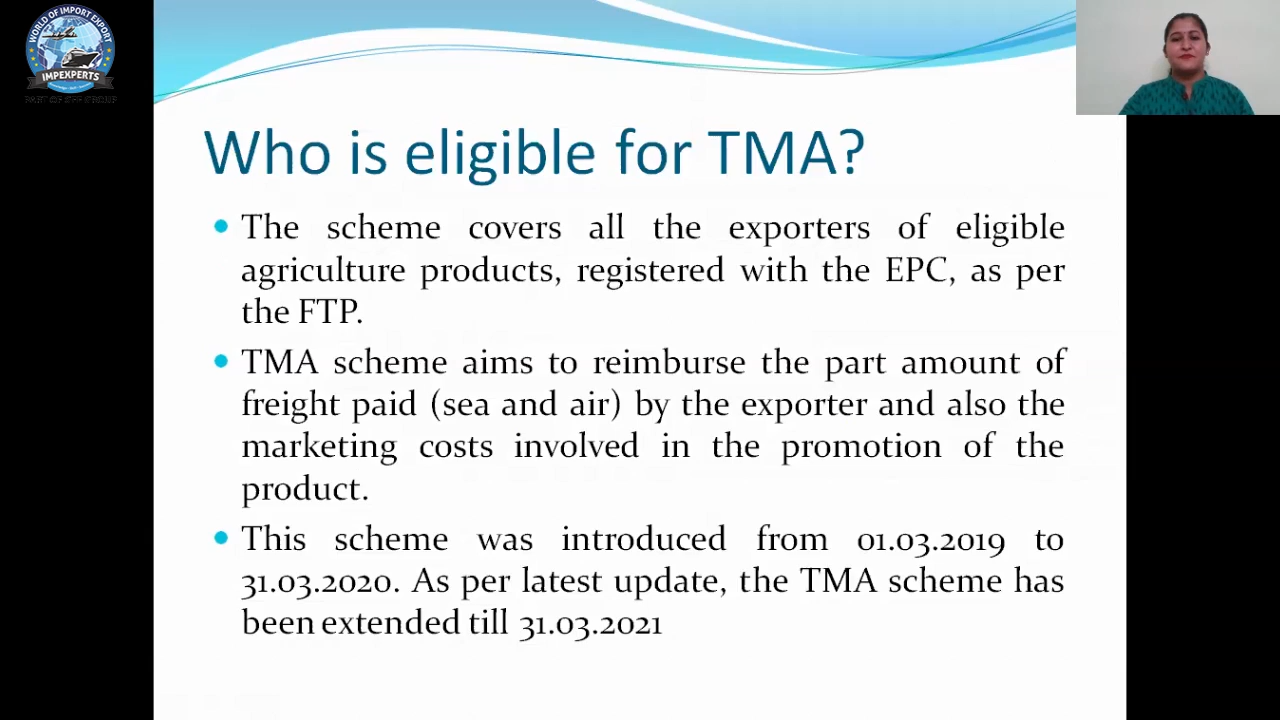 WORLD OF IMPORT EXPORT
IMPEXPERTS
Who is eligible for TMA?
The scheme covers all the exporters of eligible
agriculture products, registered with the EPC, as per
the FTP.
TMA scheme aims to reimburse the part amount of
freight paid (sea and air) by the exporter and also the
marketing costs involved in the promotion of the
product.
This scheme was introduced from 01.03.2019 to
31.03.2020. As per latest update, the TMA scheme has
been extended till 31.03.2021